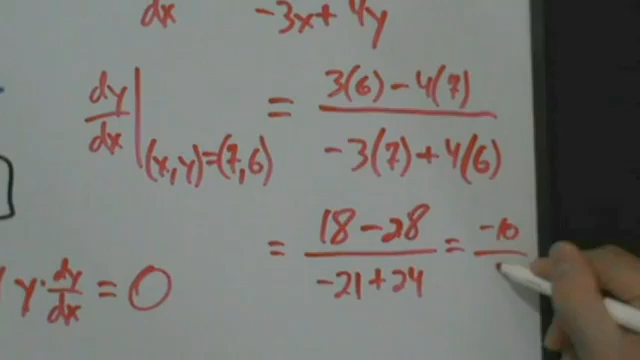 dx -3x+4y
dy/dx|(x,y)=(7,6) = 3(6)-4(7)/-3(7)+4(6)
= 18-28/-21+24 = -10/
y·dy/dx = 0